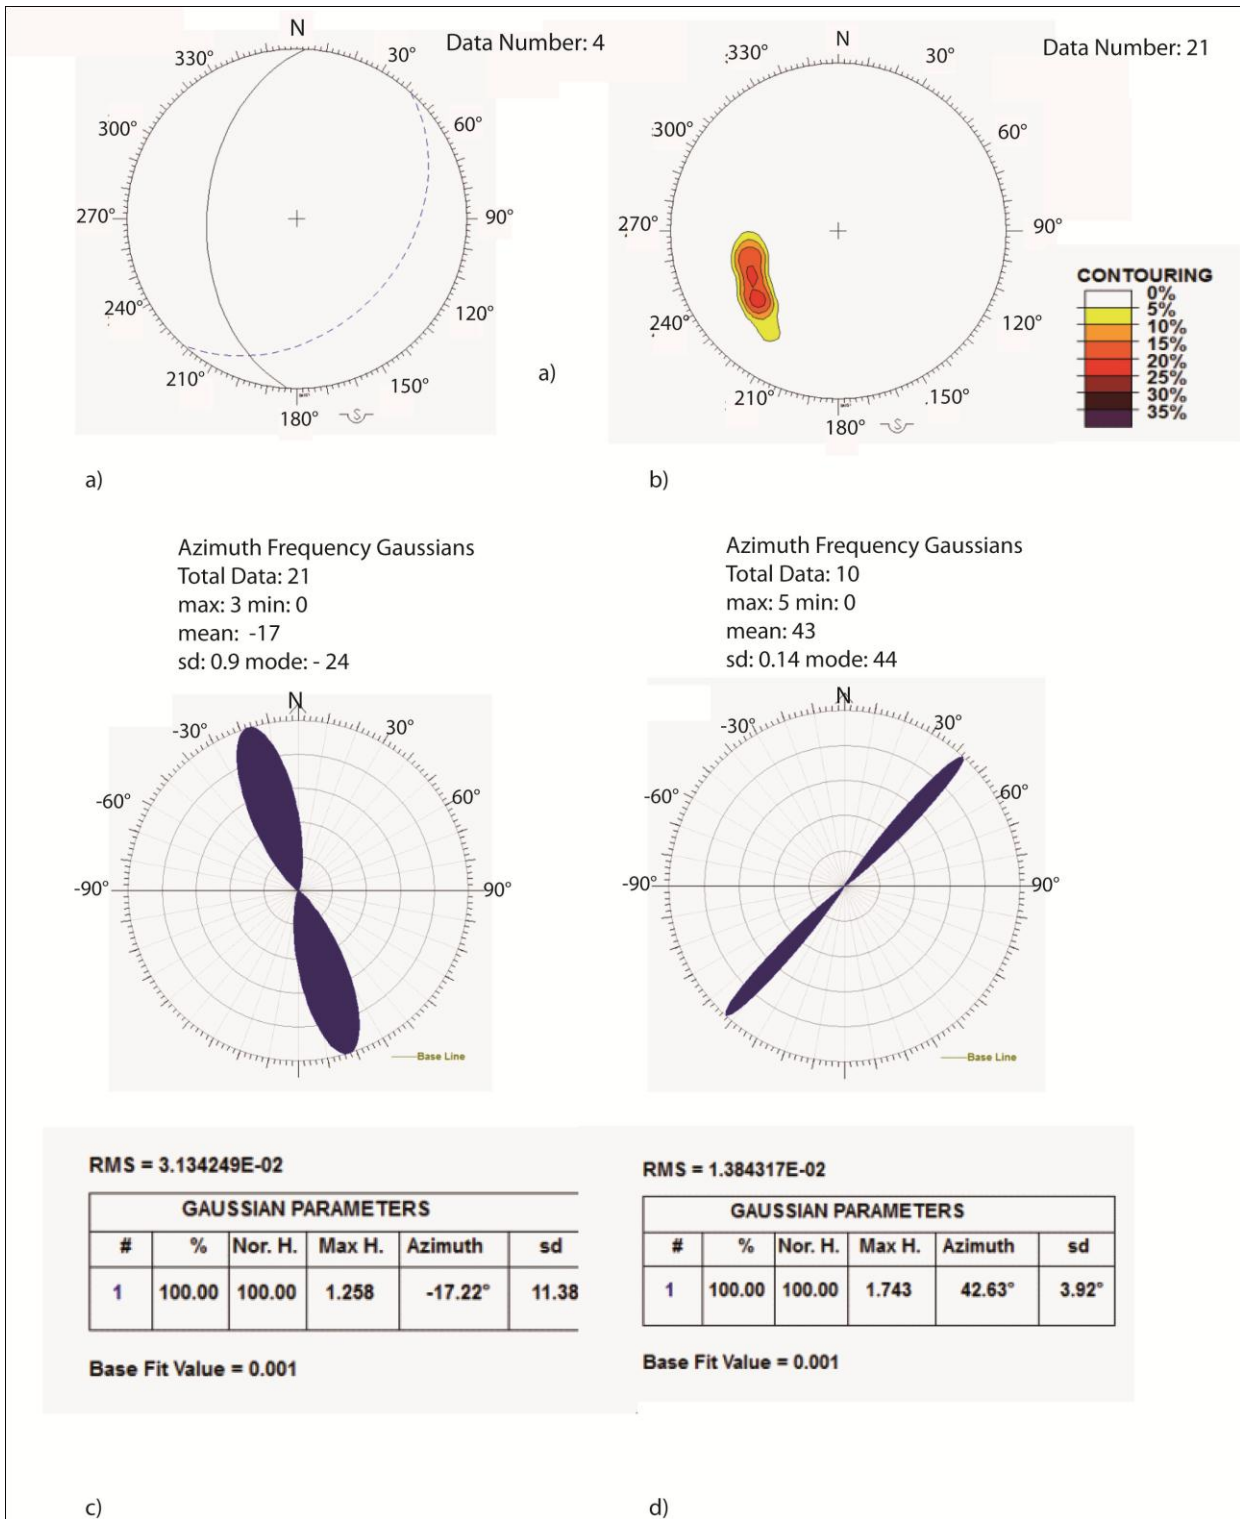 N
Data Number: 4
330°
30°
300°
60°
270°
90°
240°
120°
210°
150°
180°
S
a)
N
Data Number: 21
:330°
30°
:300°
60°
270°
90°
240°
120°
210°
.150°
180°
S
CONTOURING
0%
5%
10%
15%
20%
25%
30%
35%
a)
b)
Azimuth Frequency Gaussians
Total Data: 21
max: 3 min: 0
mean: -17
sd: 0.9 mode: - 24
N
-30°
30°
-60°
60°
-90°
90°
Base Line
Azimuth Frequency Gaussians
Total Data: 10
max: 5 min: 0
mean: 43
sd: 0.14 mode: 44
N
-30°
30°
-60°
60°
-90°
90°
Base Line
RMS = 3.134249E-02
GAUSSIAN PARAMETERS
# % Nor. H. Max H. Azimuth sd
1 100.00 100.00 1.258 -17.22° 11.38
Base Fit Value = 0.001
RMS = 1.384317E-02
GAUSSIAN PARAMETERS
# % Nor. H. Max H. Azimuth sd
1 100.00 100.00 1.743 42.63° 3.92°
Base Fit Value = 0.001
c)
d)